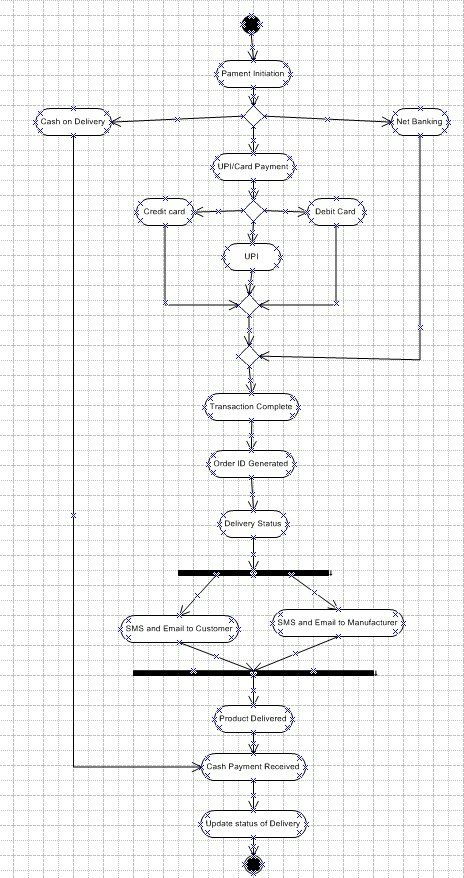 Pament Initiation
Cash on Delivery
Net Banking
UPI/Card Payment
Credit card
Debit Card
UPI
Transaction Complete
Order ID Generated
Delivery Status
SMS and Email to Customer
SMS and Email to Manufacturer
Product Delivered
Cash Payment Received
Update status of Delivery